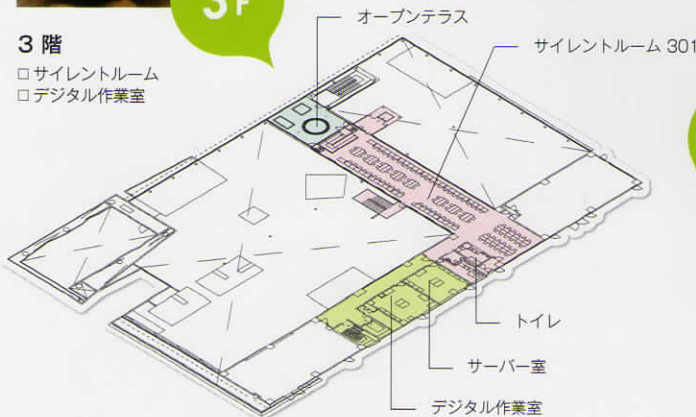 3F
3 階
□ サイレントルーム
□ デジタル作業室
オープンテラス
サイレントルーム 301
トイレ
サーバー室
デジタル作業室